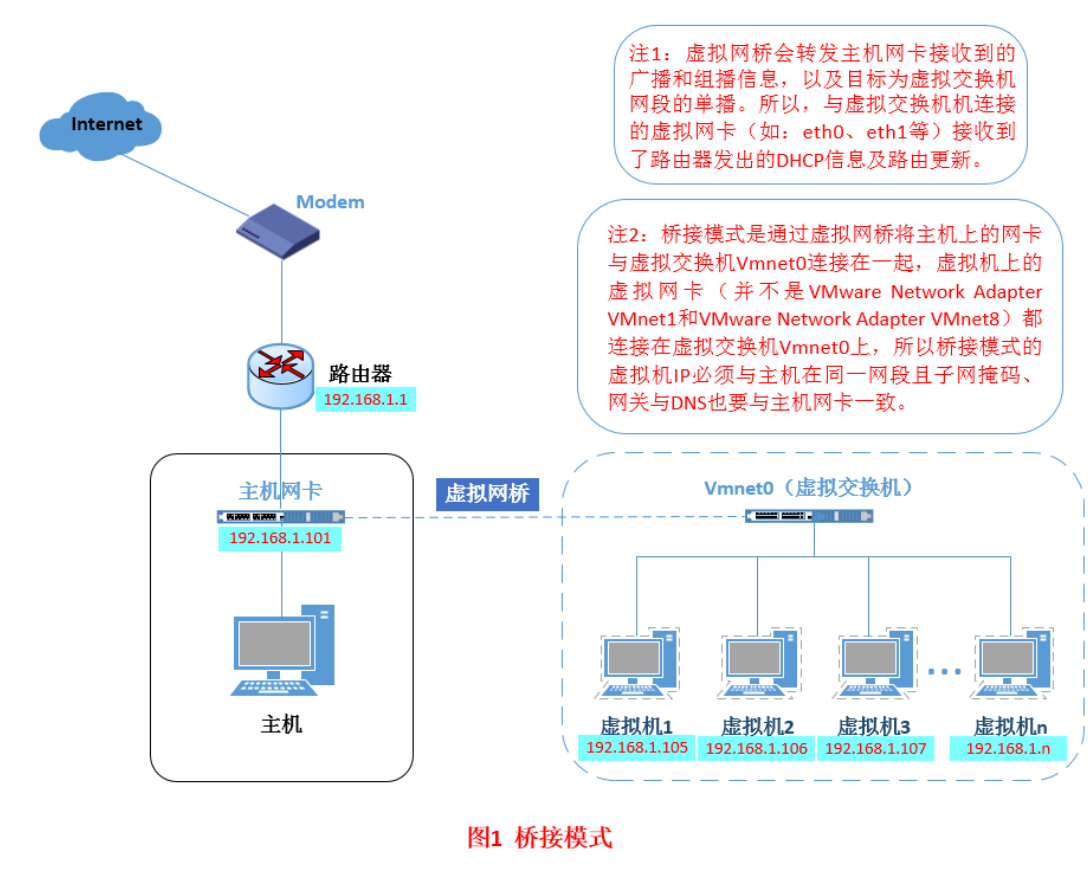 注1：虚拟网桥会转发主机网卡接收到的
广播和组播信息，以及目标为虚拟交换机
网段的单播。所以，与虚拟交换机机连接
的虚拟网卡（如：eth0、eth1等）接收到
了路由器发出的DHCP信息及路由更新。
Internet
Modem
注2：桥接模式是通过虚拟网桥将主机上的网卡
与虚拟交换机Vmnet0连接在一起，虚拟机上的
虚拟网卡（并不是VMware Network Adapter
VMnet1和VMware Network Adapter VMnet8）都
连接在虚拟交换机Vmnet0上，所以桥接模式的
虚拟机IP必须与主机在同一网段且子网掩码、
网关与DNS也要与主机网卡一致。
路由器
192.168.1.1
主机网卡
192.168.1.101
主机
虚拟网桥
Vmnet0（虚拟交换机）
虚拟机1
192.168.1.105
虚拟机2
192.168.1.106
虚拟机3
192.168.1.107
虚拟机n
192.168.1.n
图1 桥接模式